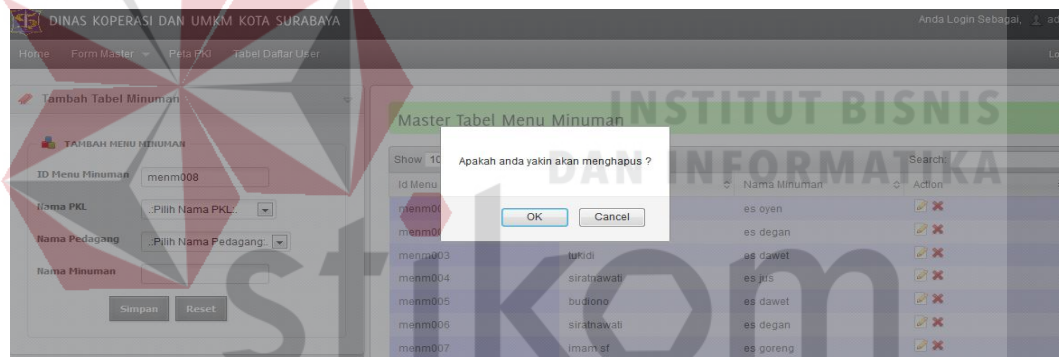 DINAS KOPERASI DAN UMKM KOTA SURABAYA
Anda Login Sebagai,
Home Form Master Peta PKl Tabel Daftar User
Tambah Tabel Minuman
TAMBAH MENU MINUMAN
ID Menu Minuman menm008
Nama PKL .:Pilih Nama PKL:.
Nama Pedagang .:Pilih Nama Pedagang:.
Nama Minuman
Simpan Reset
INSTITUT BISNIS
DAN INFORMATIKA
stikom
Master Tabel Menu Minuman
Show 10 Search:
Id Menu Nama Minuman Action
es oyen
es degan
menm003 tukidi es dawet
menm004 siratnawati es jus
menm005 budiono es dawet
menm006 siratnawati es degan
menm007 imam sf es goreng
Apakah anda yakin akan menghapus ?
OK Cancel